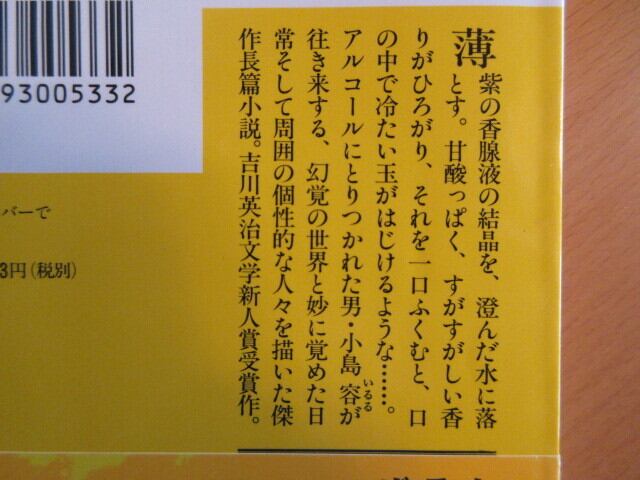 薄紫の香腺液の結晶を、澄んだ水に落
とす。甘酸っぱく、すがすがしい香
りがひろがり、それを一口ふくむと、口
の中で冷たい玉がはじけるような……。
アルコールにとりつかれた男・小島容(いるる)が
往き来する、幻覚の世界と妙に覚めた日
常そして周囲の個性的な人々を描いた傑
作長篇小説。吉川英治文学新人賞受賞作。
93005332
バーで
3円(税別)